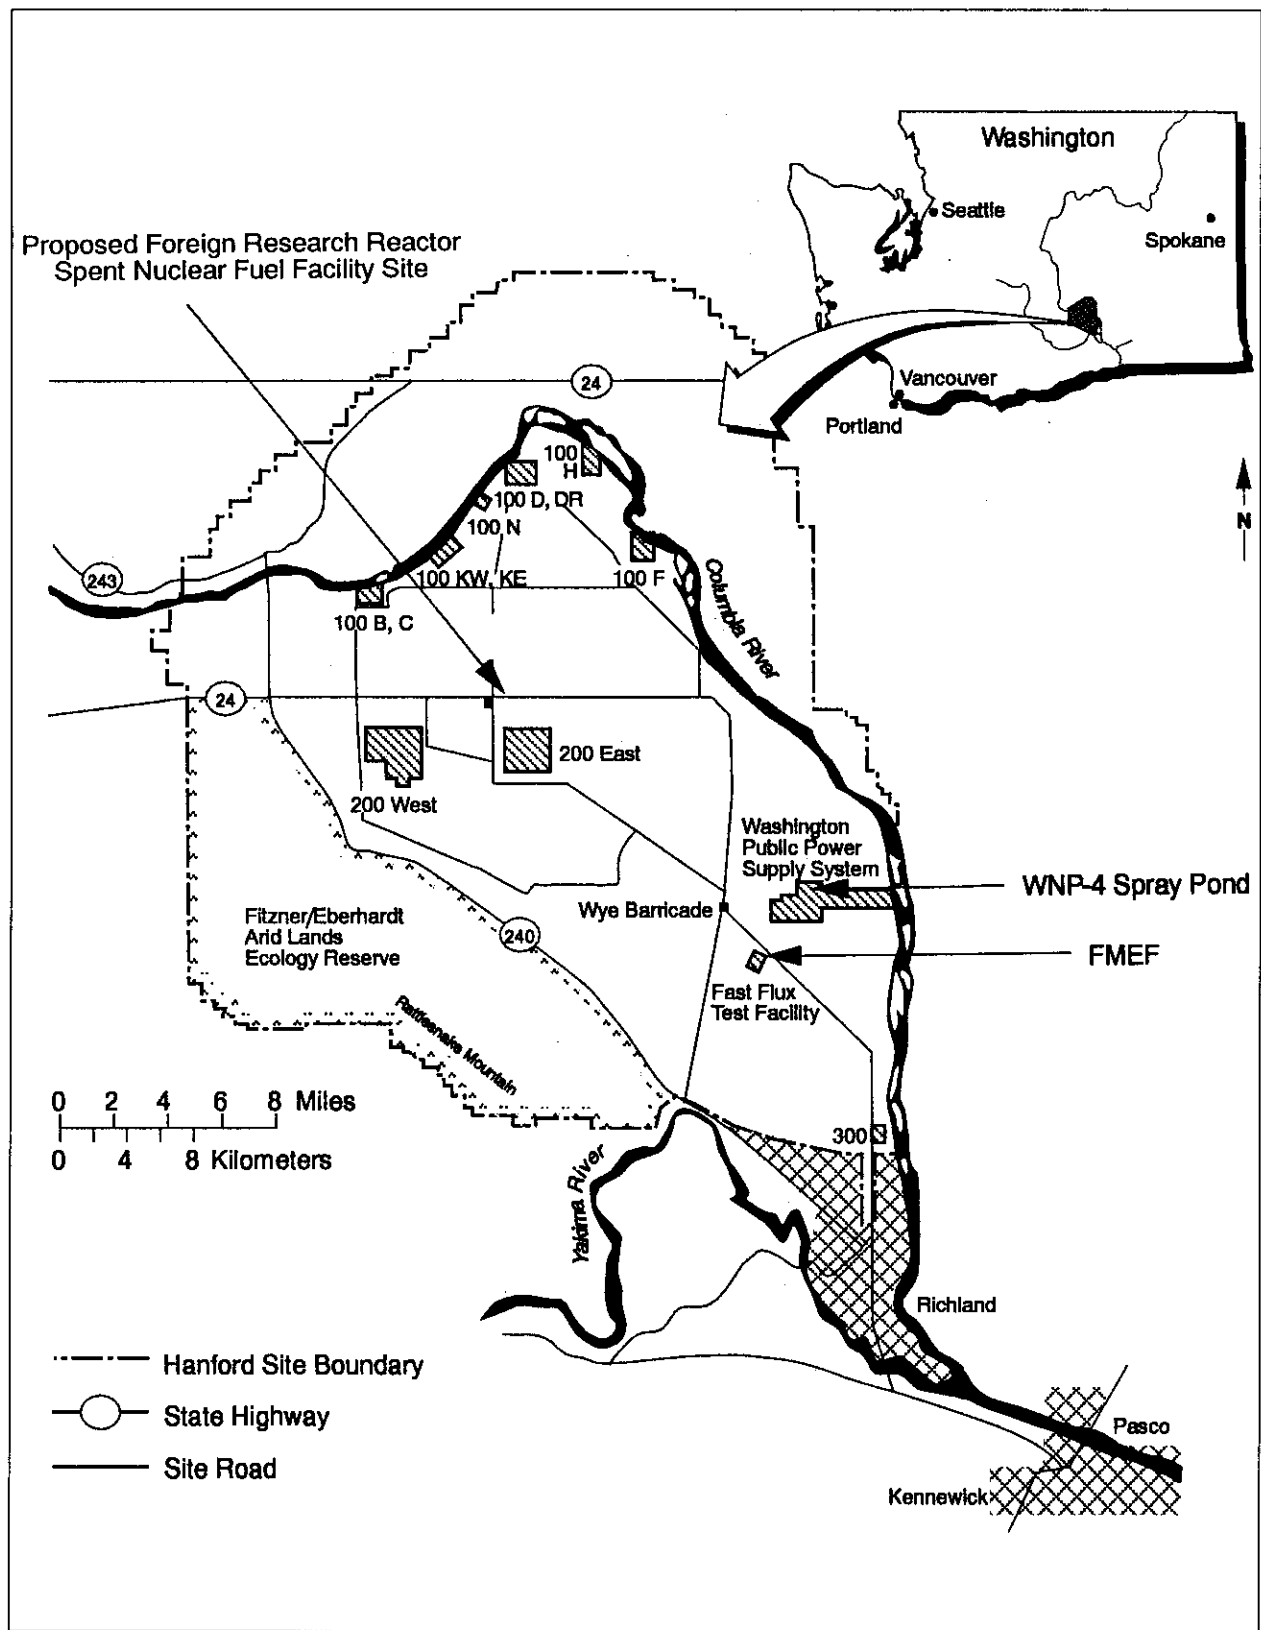 Washington
Seattle
Spokane
Proposed Foreign Research Reactor
Spent Nuclear Fuel Facility Site
Vancouver
24
Portland
100
H
100 D, DR
N
100 N
100 KW, KE
100 F
243
Columbia River
100 B, C
24
200 East
200 West
Washington
Public Power
Supply System
WNP-4 Spray Pond
Wye Barricade
Fitzner/Eberhardt
Arid Lands
Ecology Reserve
240
FMEF
Fast Flux
Test Facility
Rattlesnake Mountain
0 2 4 6 8 Miles
0 4 8 Kilometers
300
Yakima River
Richland
Hanford Site Boundary
State Highway
Pasco
Site Road
Kennewick